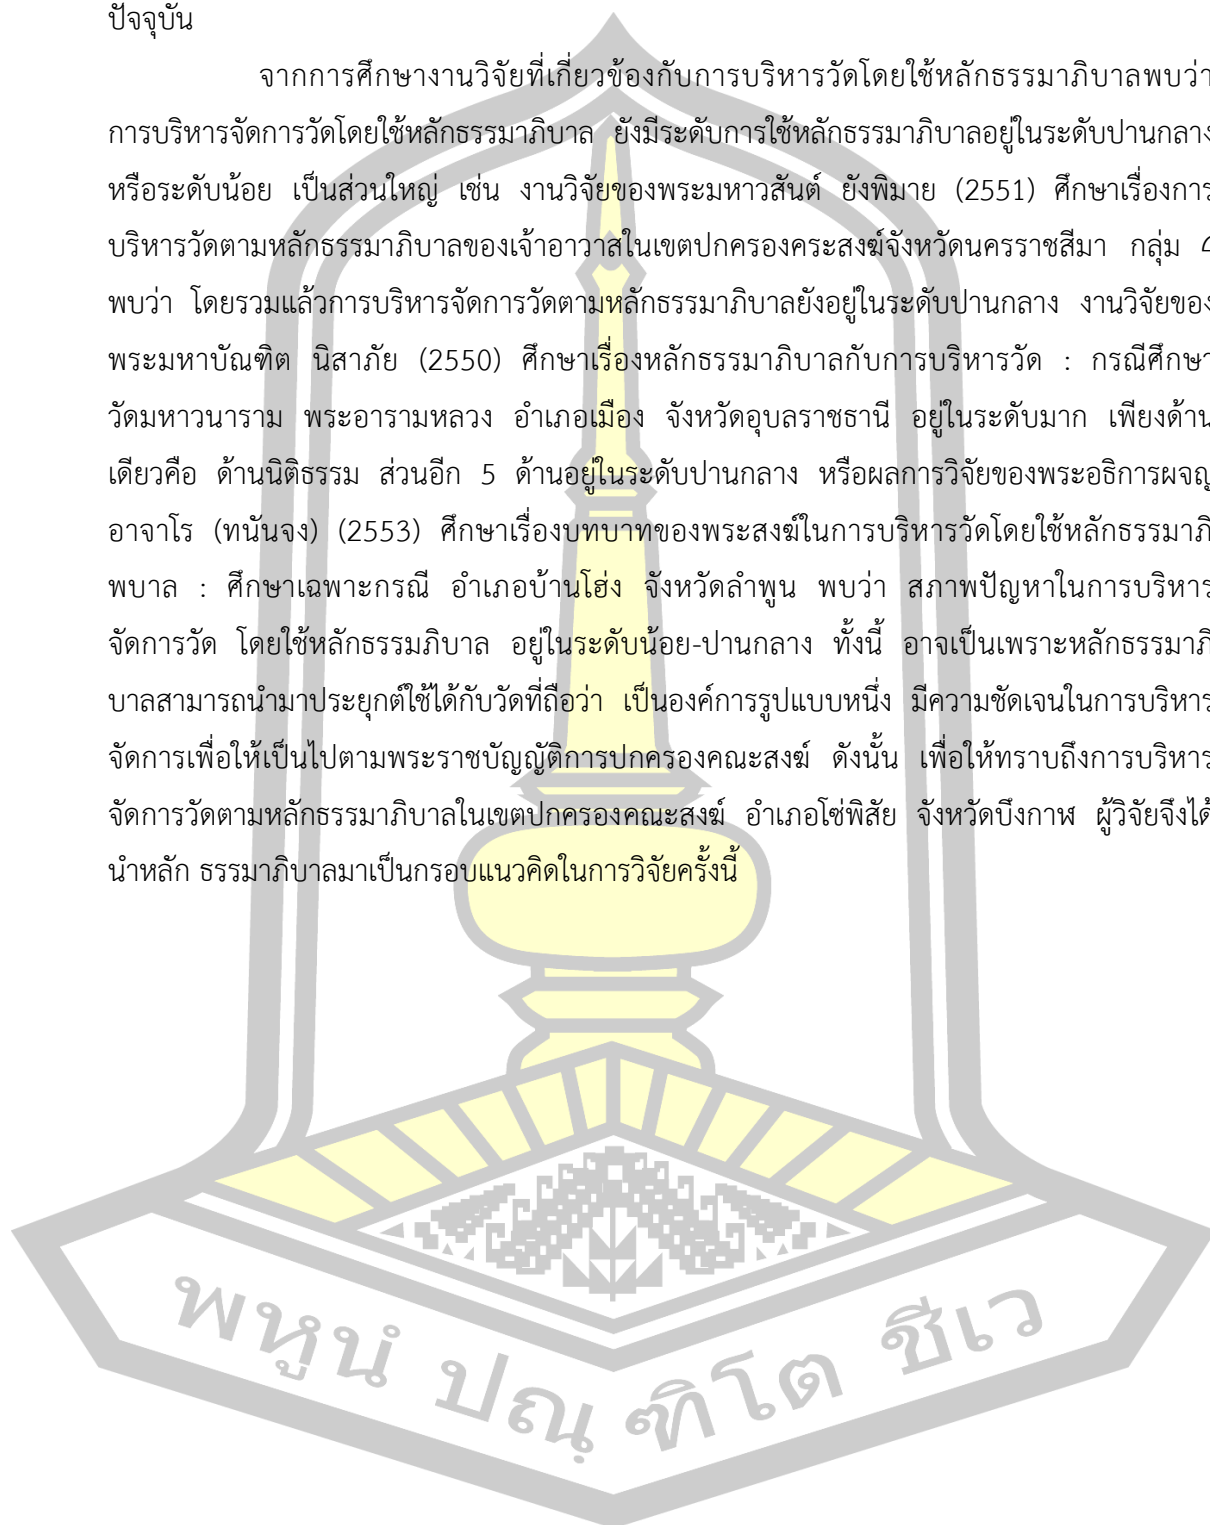 ปัจจุบัน
จากการศึกษางานวิจัยที่เกี่ยวข้องกับการบริหารวัดโดยใช้หลักธรรมาภิบาลพบว่า
การบริหารจัดการวัดโดยใช้หลักธรรมาภิบาล ยังมีระดับการใช้หลักธรรมาภิบาลอยู่ในระดับปานกลาง
หรือระดับน้อย เป็นส่วนใหญ่ เช่น งานวิจัยของพระมหาวสันต์ ยังพิมาย (2551) ศึกษาเรื่องการ
บริหารวัดตามหลักธรรมาภิบาลของเจ้าอาวาสในเขตปกครองคระสงฆ์จังหวัดนครราชสีมา กลุ่ม 4
พบว่า โดยรวมแล้วการบริหารจัดการวัดตามหลักธรรมาภิบาลยังอยู่ในระดับปานกลาง งานวิจัยของ
พระมหาบัณฑิต นิสาภัย (2550) ศึกษาเรื่องหลักธรรมาภิบาลกับการบริหารวัด : กรณีศึกษา
วัดมหาวนาราม พระอารามหลวง อำเภอเมือง จังหวัดอุบลราชธานี อยู่ในระดับมาก เพียงด้าน
เดียวคือ ด้านนิติธรรม ส่วนอีก 5 ด้านอยู่ในระดับปานกลาง หรือผลการวิจัยของพระอธิการผจญ
อาจาโร (ทนันจง) (2553) ศึกษาเรื่องบทบาทของพระสงฆ์ในการบริหารวัดโดยใช้หลักธรรมาภิ
พบาล : ศึกษาเฉพาะกรณี อำเภอบ้านโฮ่ง จังหวัดลำพูน พบว่า สภาพปัญหาในการบริหาร
จัดการวัด โดยใช้หลักธรรมภิบาล อยู่ในระดับน้อย-ปานกลาง ทั้งนี้ อาจเป็นเพราะหลักธรรมาภิ
บาลสามารถนำมาประยุกต์ใช้ได้กับวัดที่ถือว่า เป็นองค์การรูปแบบหนึ่ง มีความชัดเจนในการบริหาร
จัดการเพื่อให้เป็นไปตามพระราชบัญญัติการปกครองคณะสงฆ์ ดังนั้น เพื่อให้ทราบถึงการบริหาร
จัดการวัดตามหลักธรรมาภิบาลในเขตปกครองคณะสงฆ์ อำเภอโซ่พิสัย จังหวัดบึงกาฬ ผู้วิจัยจึงได้
นำหลัก ธรรมาภิบาลมาเป็นกรอบแนวคิดในการวิจัยครั้งนี้
พหูนํ ปณฺฑิโต ชีเว